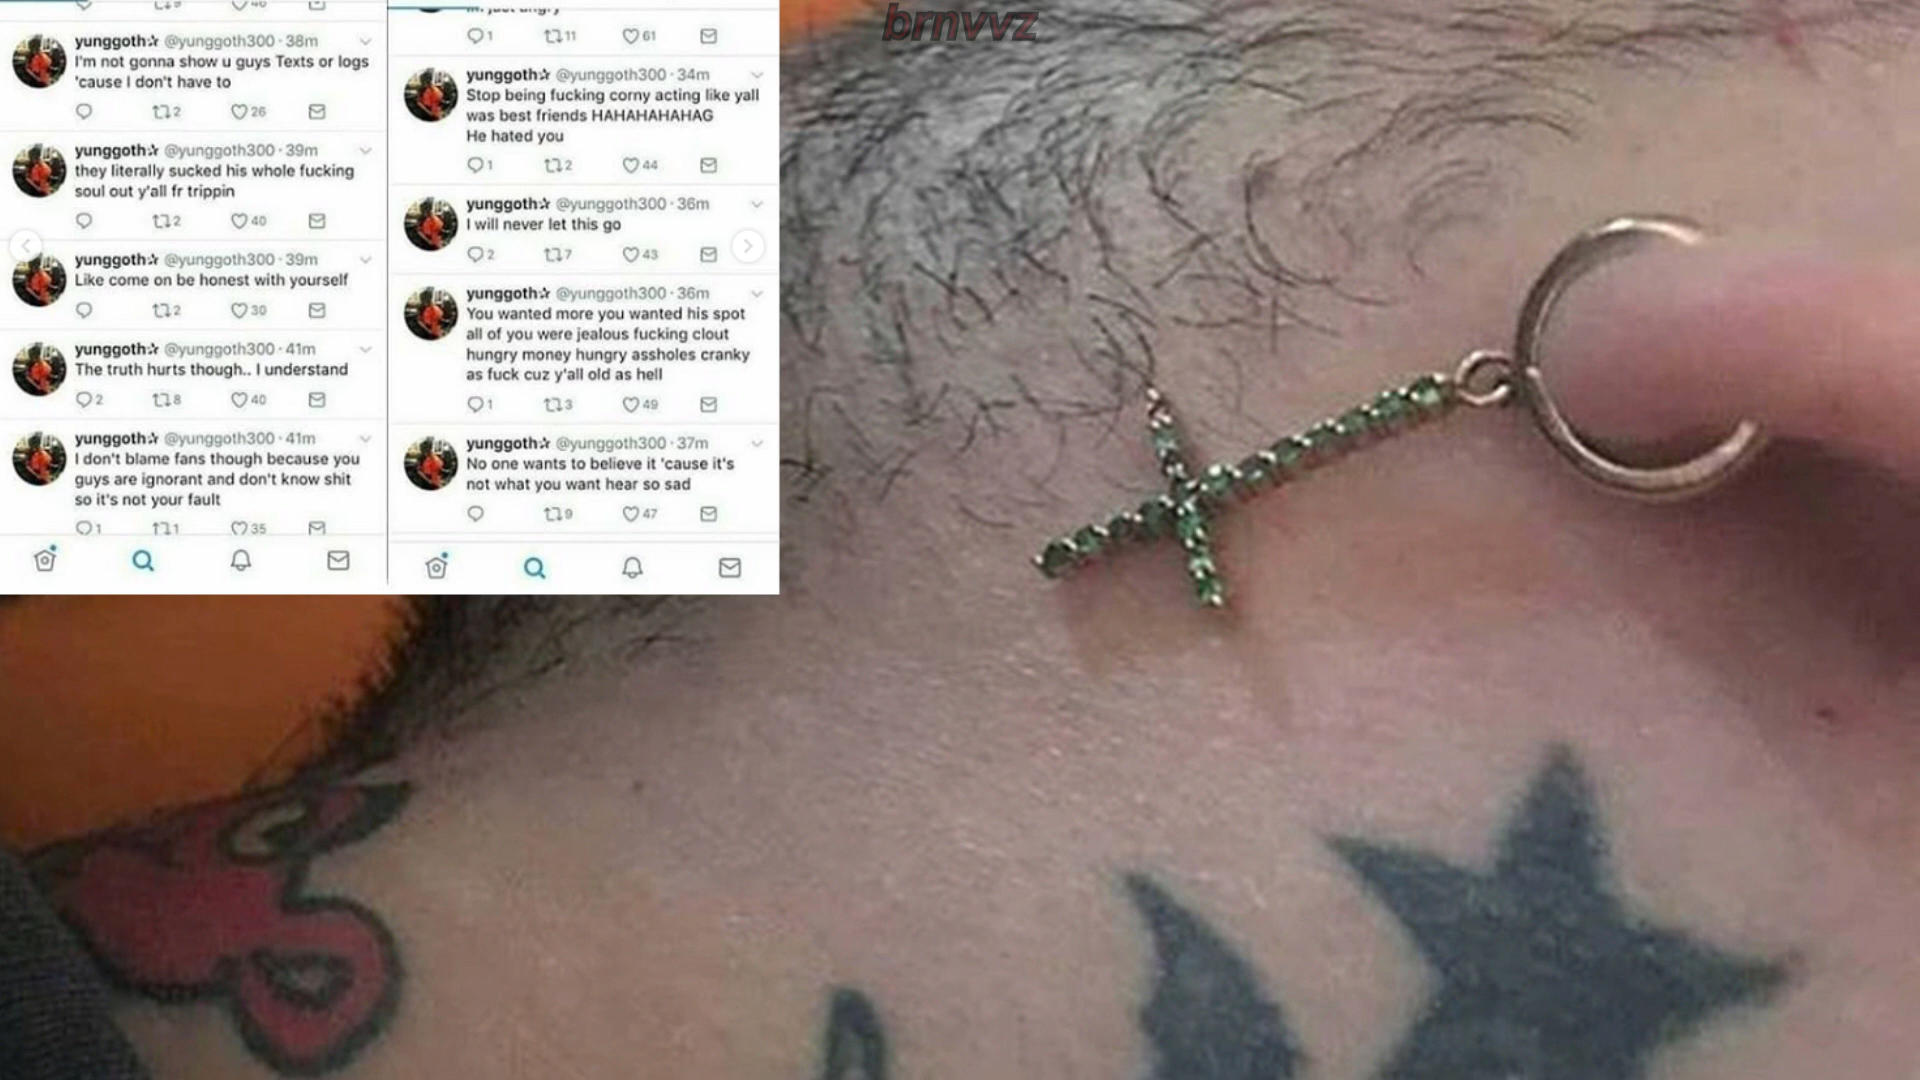 9
40
yunggoth☆ @yunggoth300 · 38m
I'm not gonna show u guys Texts or logs
'cause I don't have to
2 26
yunggoth☆ @yunggoth300 · 39m
they literally sucked his whole fucking
soul out y'all fr trippin
2 40
yunggoth☆ @yunggoth300 · 39m
Like come on be honest with yourself
2 30
yunggoth☆ @yunggoth300 · 41m
The truth hurts though.. I understand
2 8 40
yunggoth☆ @yunggoth300 · 41m
I don't blame fans though because you
guys are ignorant and don't know shit
so it's not your fault
1 1 35
I'm just angry
1 11 61
yunggoth☆ @yunggoth300 · 34m
Stop being fucking corny acting like yall
was best friends HAHAHAHAHAG
He hated you
1 2 44
yunggoth☆ @yunggoth300 · 36m
I will never let this go
2 7 43
yunggoth☆ @yunggoth300 · 36m
You wanted more you wanted his spot
all of you were jealous fucking clout
hungry money hungry assholes cranky
as fuck cuz y'all old as hell
1 3 49
yunggoth☆ @yunggoth300 · 37m
No one wants to believe it 'cause it's
not what you want hear so sad
9 47
brnvvz